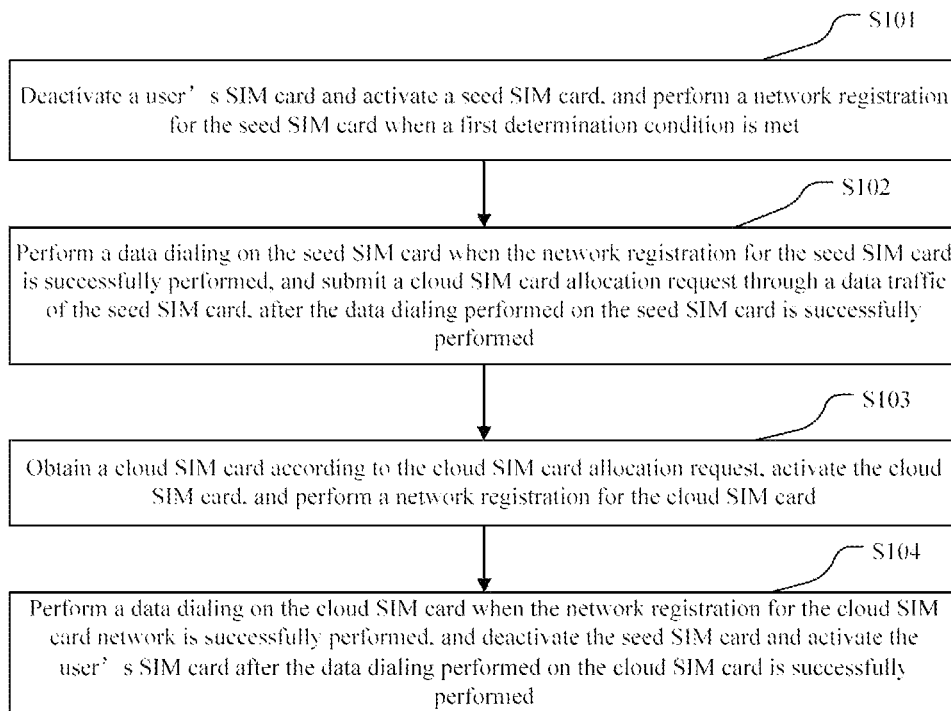 S101
Deactivate a user's SIM card and activate a seed SIM card, and perform a network registration
for the seed SIM card when a first determination condition is met
S102
Perform a data dialing on the seed SIM card when the network registration for the seed SIM card
is successfully performed, and submit a cloud SIM card allocation request through a data traffic
of the seed SIM card, after the data dialing performed on the seed SIM card is successfully
performed
S103
Obtain a cloud SIM card according to the cloud SIM card allocation request, activate the cloud
SIM card, and perform a network registration for the cloud SIM card
S104
Perform a data dialing on the cloud SIM card when the network registration for the cloud SIM
card network is successfully performed, and deactivate the seed SIM card and activate the
user's SIM card after the data dialing performed on the cloud SIM card is successfully
performed